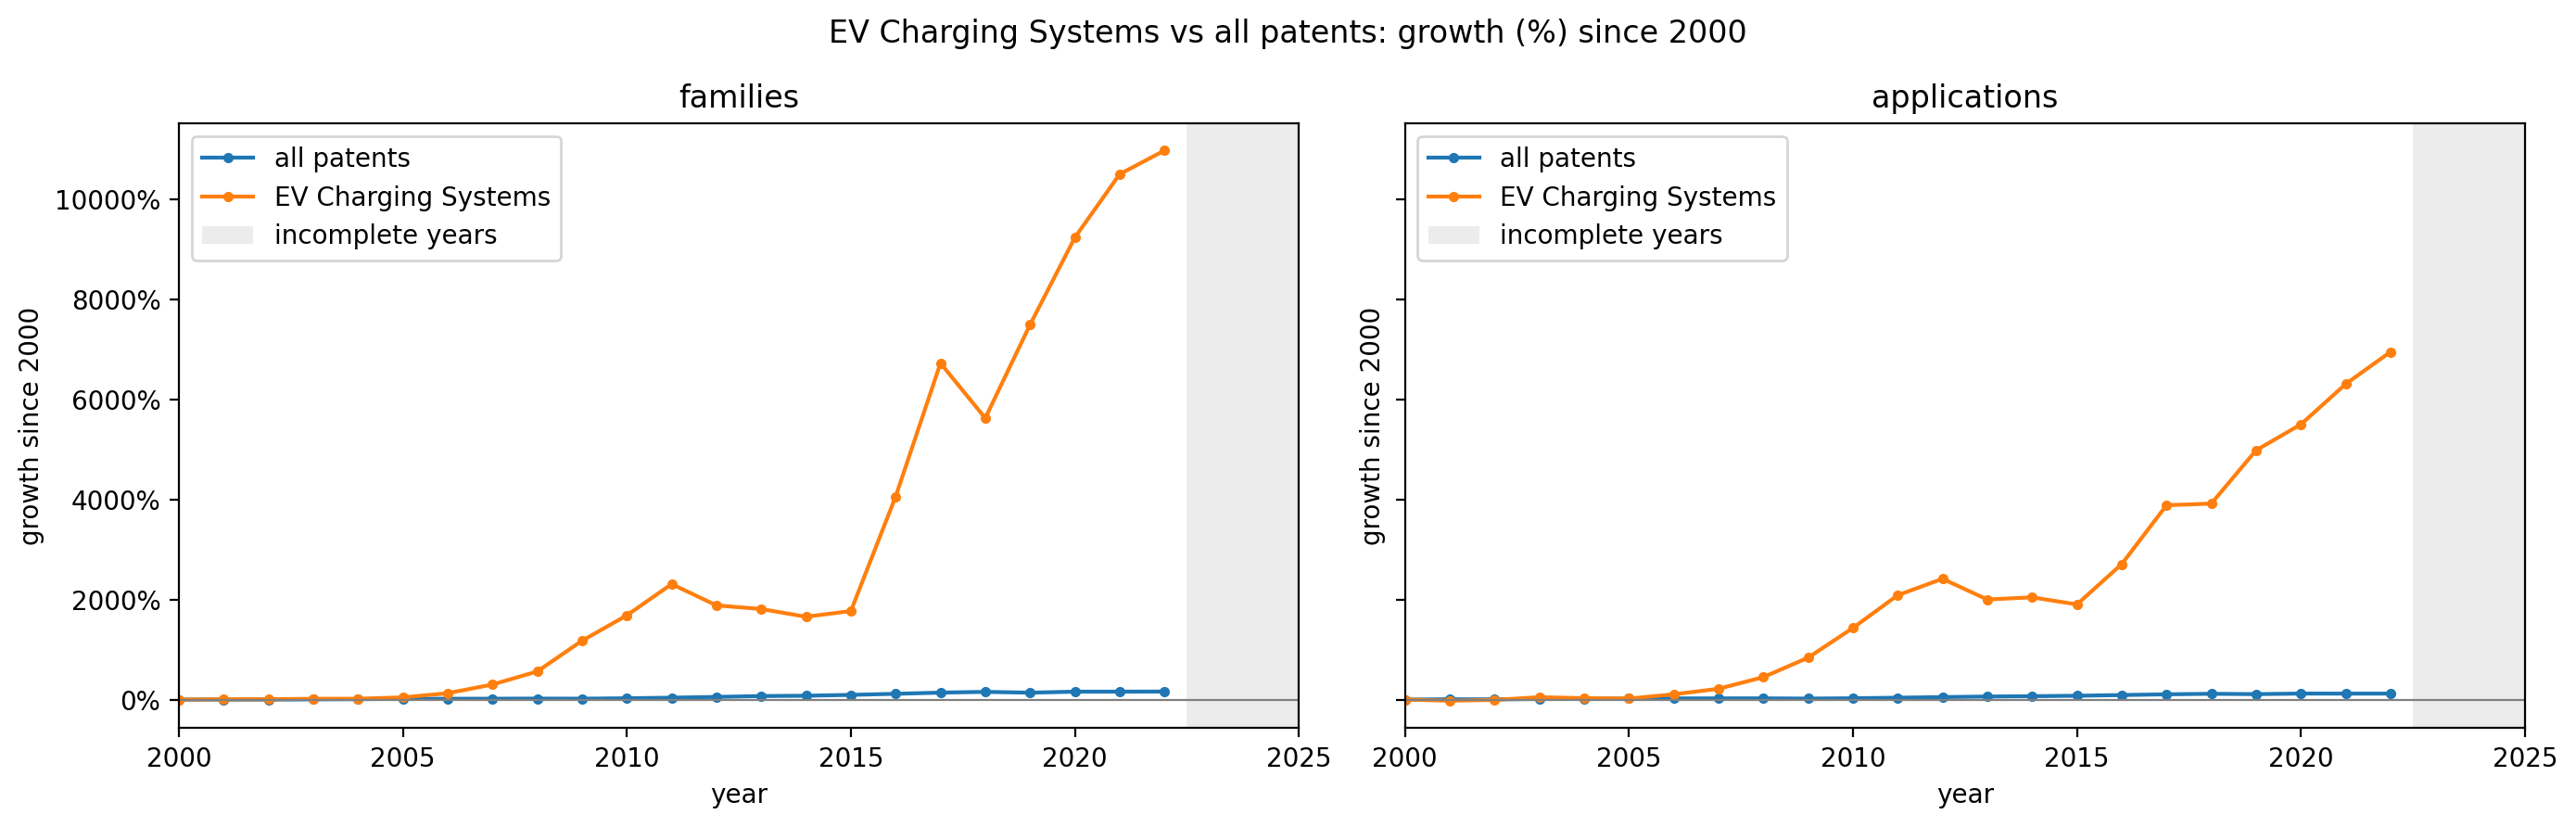 EV Charging Systems vs all patents: growth (%) since 2000
families
all patents
EV Charging Systems
incomplete years
10000%
8000%
6000%
4000%
2000%
0%
growth since 2000
2000
2005
2010
2015
2020
2025
year
applications
all patents
EV Charging Systems
incomplete years
growth since 2000
2000
2005
2010
2015
2020
2025
year